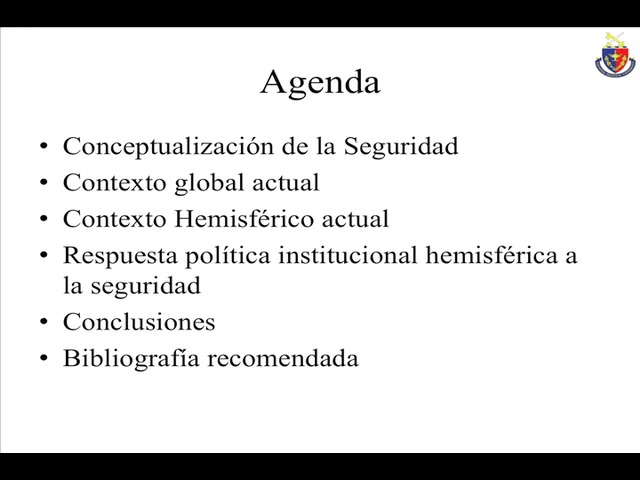 Agenda
• Conceptualización de la Seguridad
• Contexto global actual
• Contexto Hemisférico actual
• Respuesta política institucional hemisférica a
la seguridad
• Conclusiones
• Bibliografía recomendada